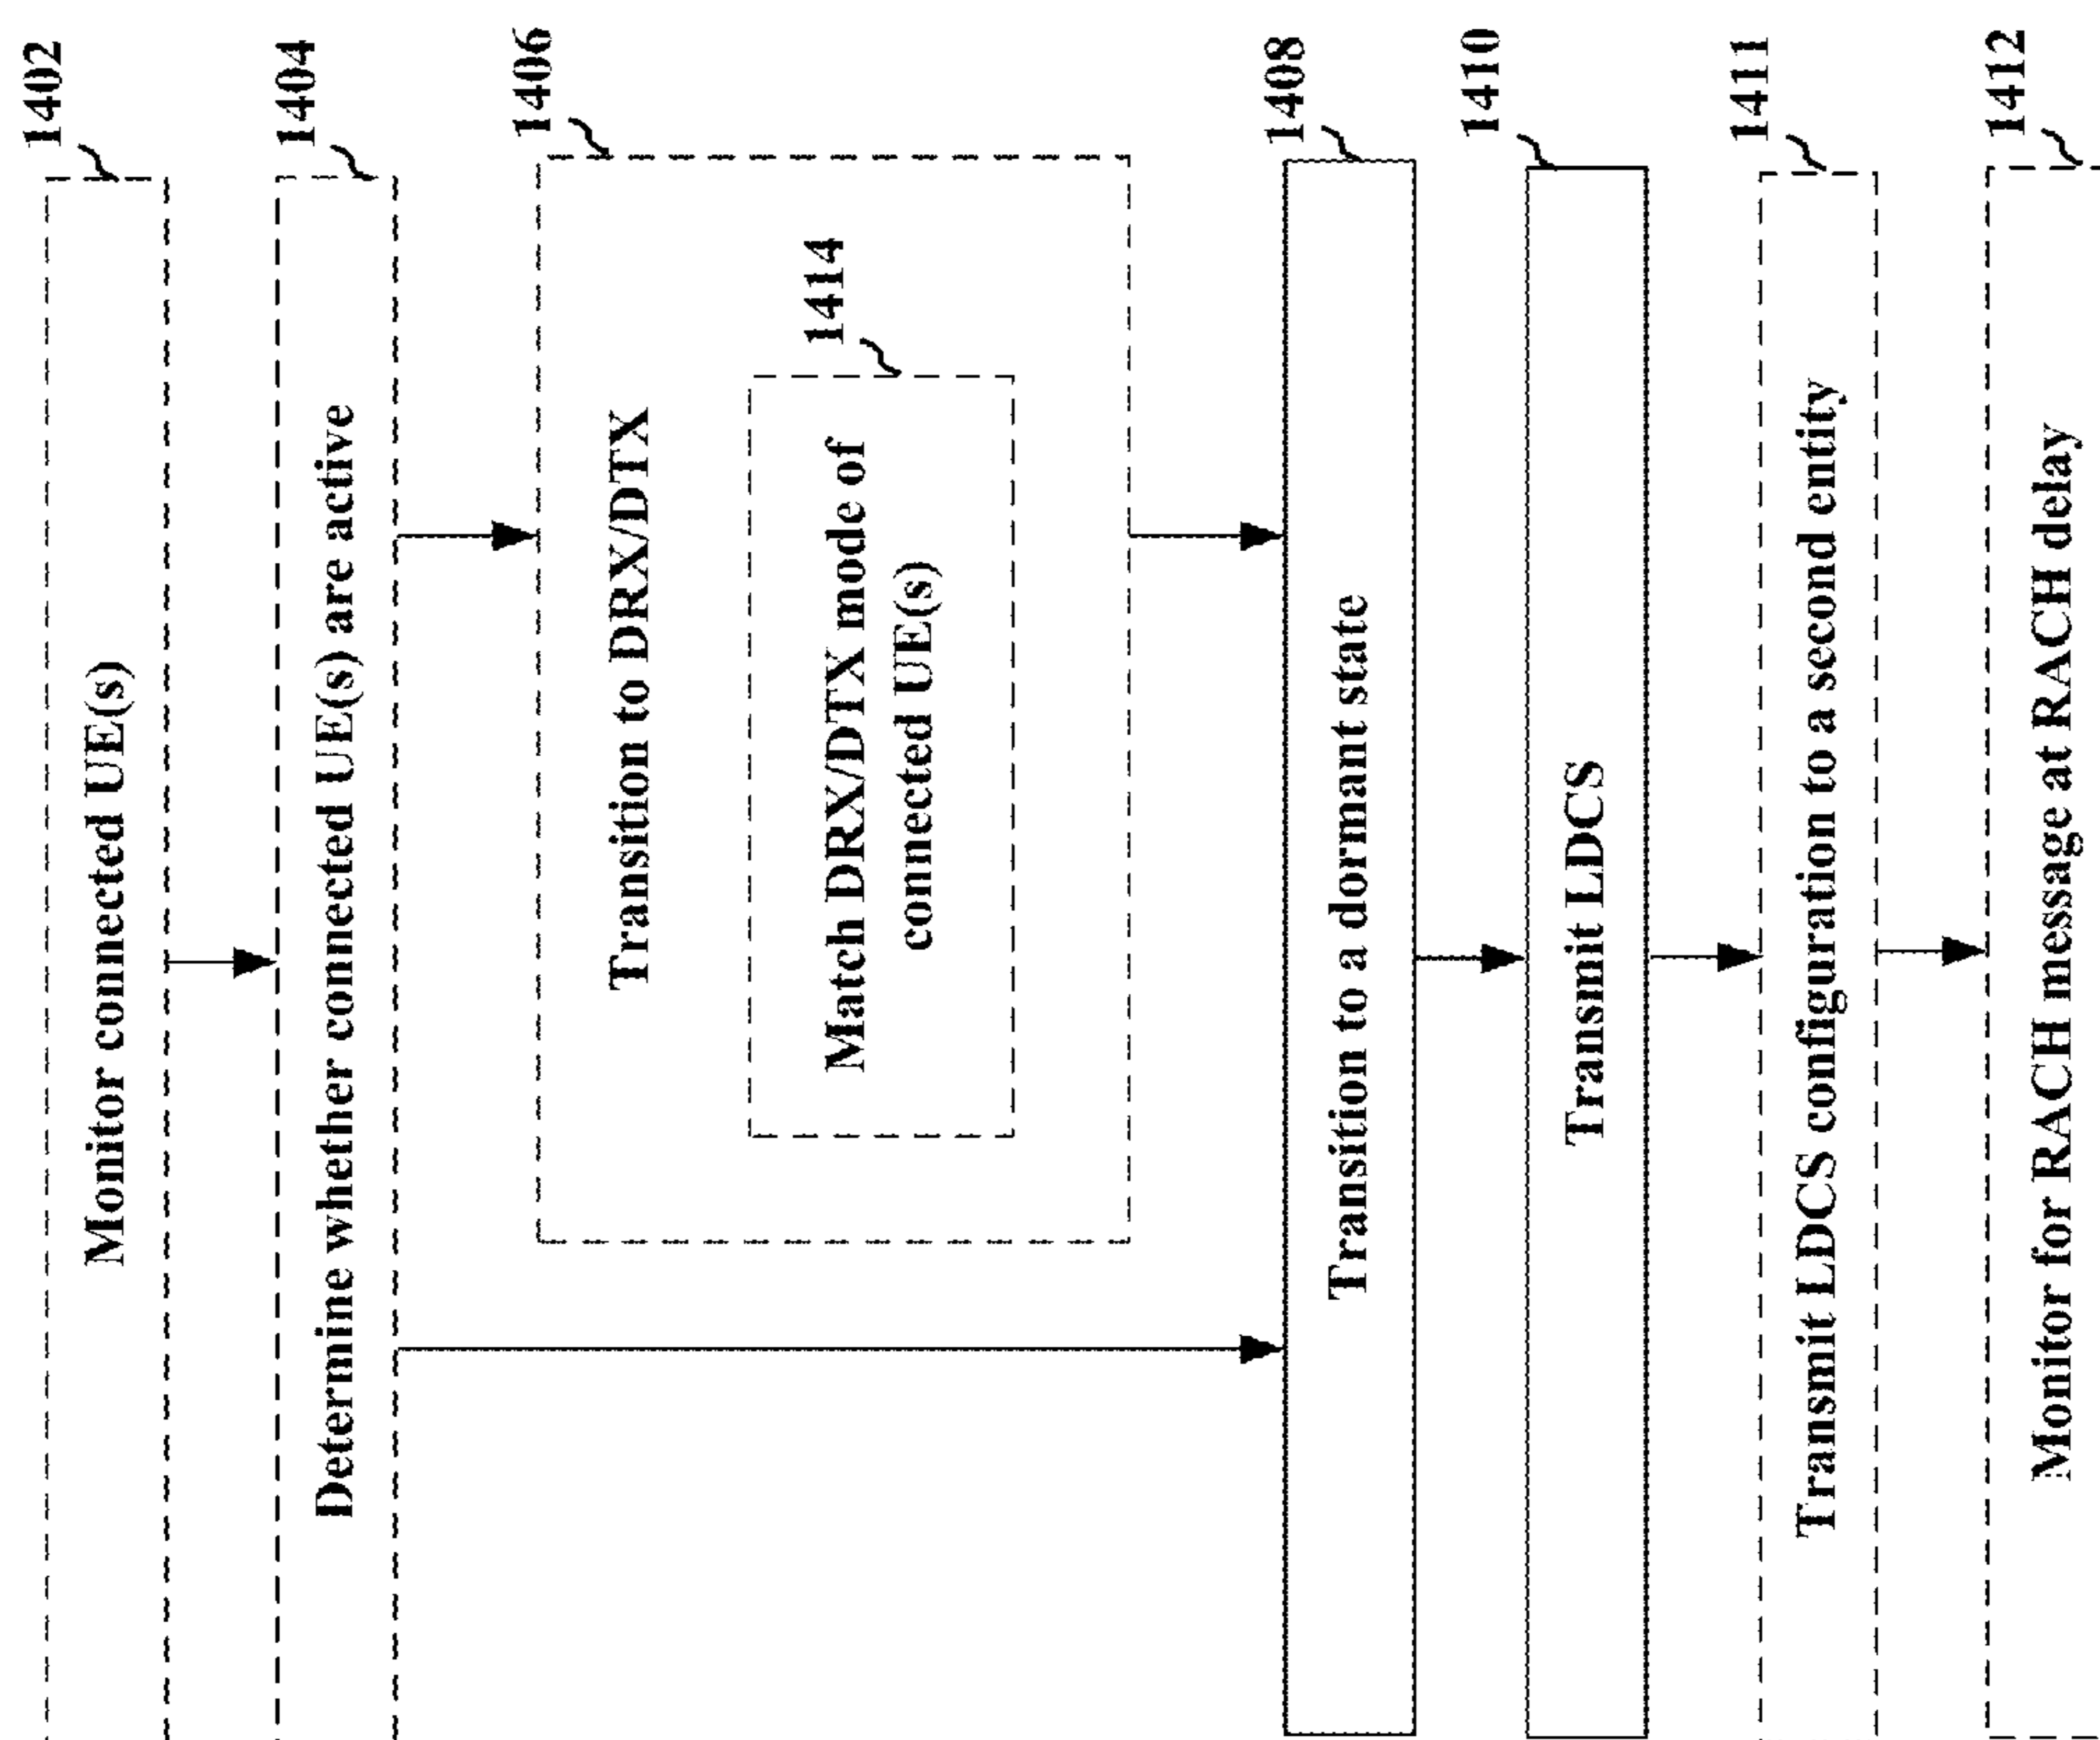 1402
Monitor connected UE(s)
1404
Determine whether connected UE(s) are active
1406
Transition to DRX/DTX
1414
Match DRX/DTX mode of
connected UE(s)
1408
Transition to a dormant state
1410
Transmit LDCS
1411
Transmit LDCS configuration to a second entity
1412
Monitor for RACH message at RACH delay